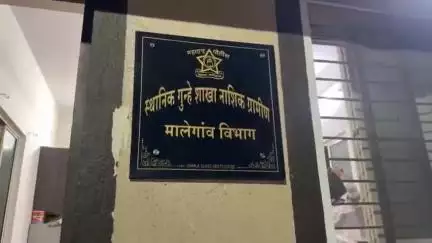 महाराष्ट्र पोलीस
स्थानिक गुन्हे शाखा नाशिक ग्रामीण
मालेगांव विभाग